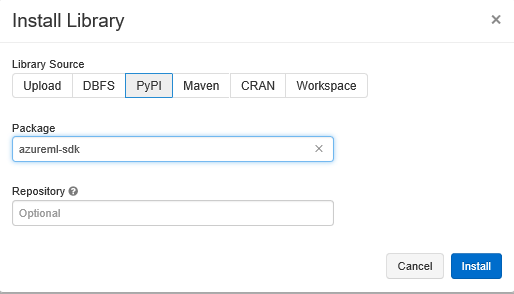 Install Library
×
Library Source
Upload DBFS PyPI Maven CRAN Workspace
Package
azureml-sdk ×
Repository ?
Optional
Cancel Install